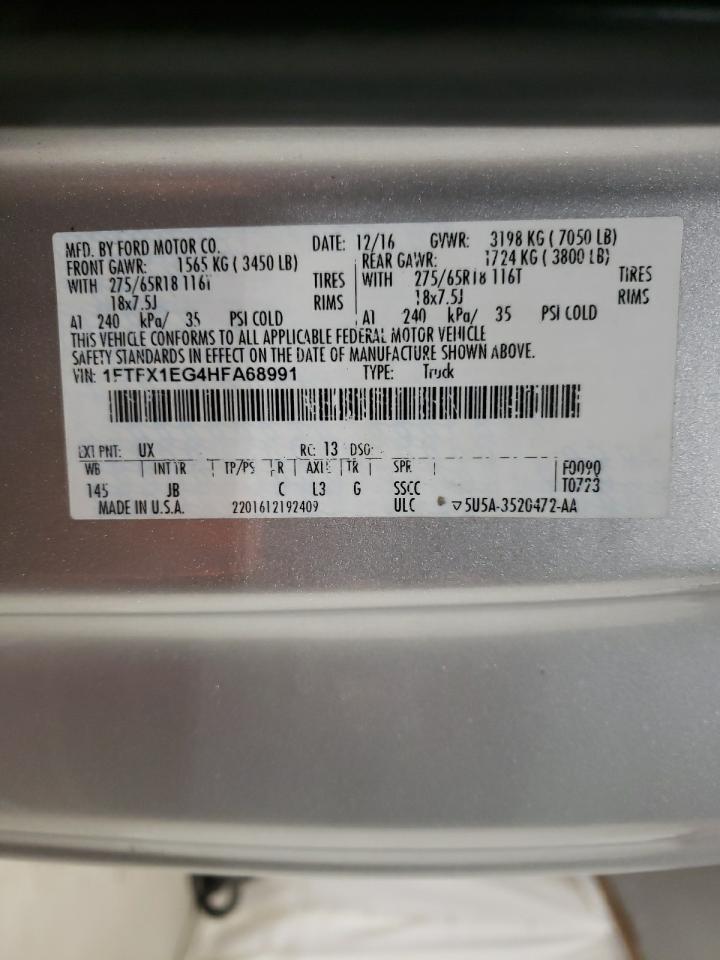 MFD. BY FORD MOTOR CO. DATE: 12/16 GVWR: 3198 KG ( 7050 LB)
FRONT GAWR: 1565 KG ( 3450 LB) REAR GAWR: 1724 KG ( 3800 LB)
WITH 275/65R18 116T TIRES WITH 275/65R18 116T TIRES
18x7.5J RIMS 18x7.5J RIMS
AT 240 kPa/ 35 PSI COLD AT 240 kPa/ 35 PSI COLD
THIS VEHICLE CONFORMS TO ALL APPLICABLE FEDERAL MOTOR VEHICLE
SAFETY STANDARDS IN EFFECT ON THE DATE OF MANUFACTURE SHOWN ABOVE.
VIN: 1FTFX1EG4HFA68991 TYPE: Truck
EXT PNT: UX RC: 13 DSO:
WB INT TR TP/PS R AXLE TR SPR F0090
145 JB C L3 G SSCC T0723
MADE IN U.S.A. 2201612192409 ULC 5U5A-3520472-AA